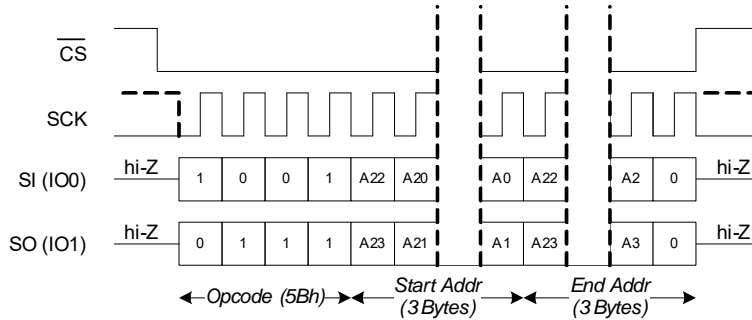 CS
SCK
SI (IO0) hi-Z 1 0 0 1 A22 A20 A0 A22 A2 0 hi-Z
SO (IO1) hi-Z 0 1 1 1 A23 A21 A1 A23 A3 0 hi-Z
Opcode (5Bh) Start Addr End Addr
(3 Bytes) (3 Bytes)